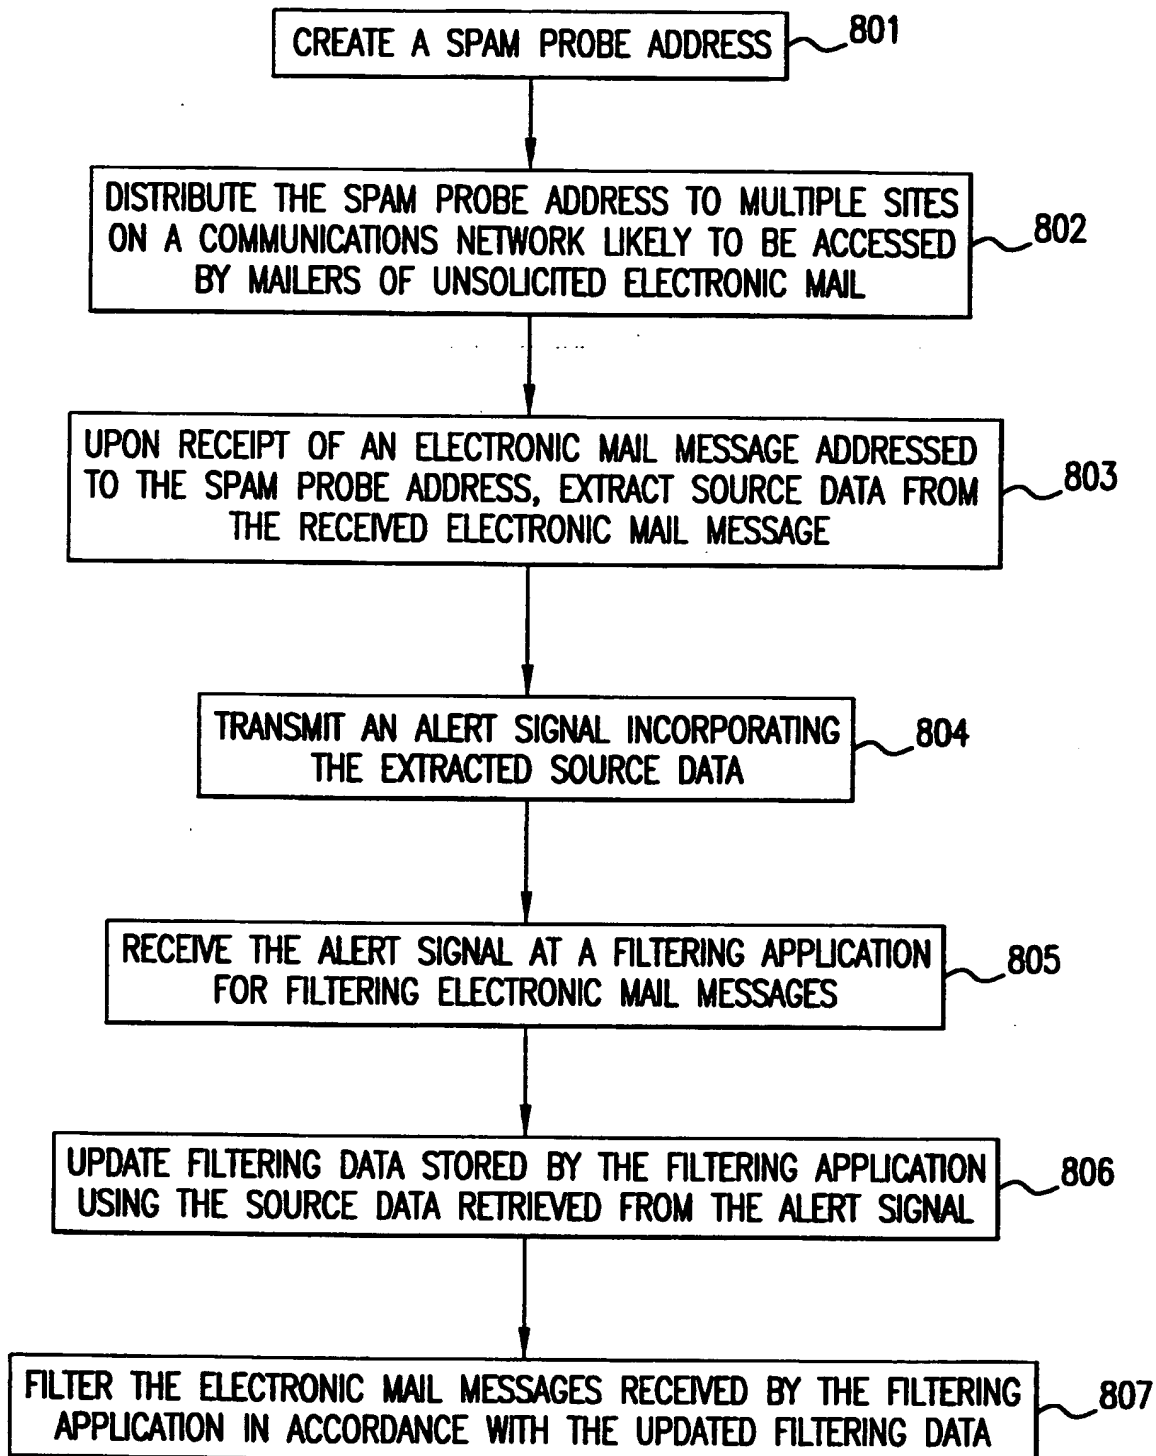 CREATE A SPAM PROBE ADDRESS
801
DISTRIBUTE THE SPAM PROBE ADDRESS TO MULTIPLE SITES
ON A COMMUNICATIONS NETWORK LIKELY TO BE ACCESSED
BY MAILERS OF UNSOLICITED ELECTRONIC MAIL
802
UPON RECEIPT OF AN ELECTRONIC MAIL MESSAGE ADDRESSED
TO THE SPAM PROBE ADDRESS, EXTRACT SOURCE DATA FROM
THE RECEIVED ELECTRONIC MAIL MESSAGE
803
TRANSMIT AN ALERT SIGNAL INCORPORATING
THE EXTRACTED SOURCE DATA
804
RECEIVE THE ALERT SIGNAL AT A FILTERING APPLICATION
FOR FILTERING ELECTRONIC MAIL MESSAGES
805
UPDATE FILTERING DATA STORED BY THE FILTERING APPLICATION
USING THE SOURCE DATA RETRIEVED FROM THE ALERT SIGNAL
806
FILTER THE ELECTRONIC MAIL MESSAGES RECEIVED BY THE FILTERING
APPLICATION IN ACCORDANCE WITH THE UPDATED FILTERING DATA
807